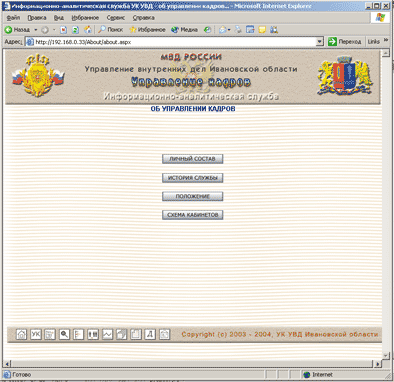 Информационно-аналитическая служба УК УВД - об управлении кадров... - Microsoft Internet Explorer
Файл Правка Вид Избранное Сервис Справка
Назад Поиск Избранное Медиа
Адрес: http://192.168.0.33/About/about.aspx Переход Links »
МВД РОССИИ
Управление внутренних дел Ивановской области
Управление кадров
Информационно-аналитическая служба
ОБ УПРАВЛЕНИИ КАДРОВ
ЛИЧНЫЙ СОСТАВ
ИСТОРИЯ СЛУЖБЫ
ПОЛОЖЕНИЕ
СХЕМА КАБИНЕТОВ
УК Д Copyright (c) 2003 - 2004, УК УВД Ивановской области
Готово Internet